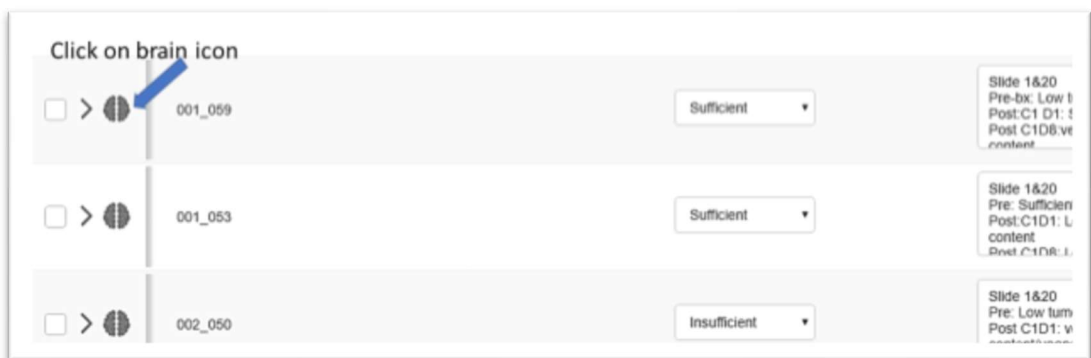 Click on brain icon
001_059
Sufficient
Slide 1&20
Pre-bx: Low
Post:C1 D1:
Post C1D8:ve
content
001_053
Sufficient
Slide 1&20
Pre: Sufficien
Post:C1D1: L
content
Post C1D8: L
002_050
Insufficient
Slide 1&20
Pre: Low tum
Post C1D1: v